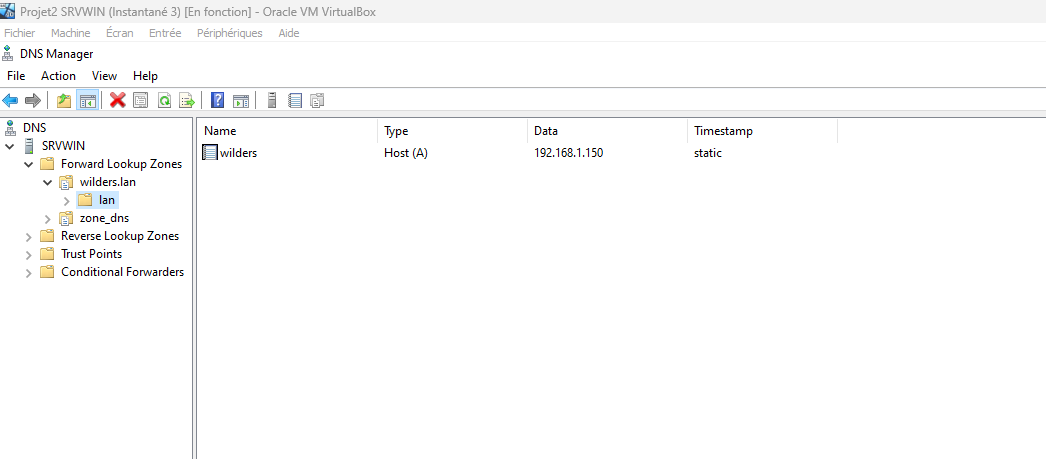 Projet2 SRVWIN (Instantané 3) [En fonction] - Oracle VM VirtualBox
Fichier Machine Écran Entrée Périphériques Aide
DNS Manager
File Action View Help
DNS
SRVWIN
Forward Lookup Zones
wilders.lan
lan
zone_dns
Reverse Lookup Zones
Trust Points
Conditional Forwarders
Name Type Data Timestamp
wilders Host (A) 192.168.1.150 static